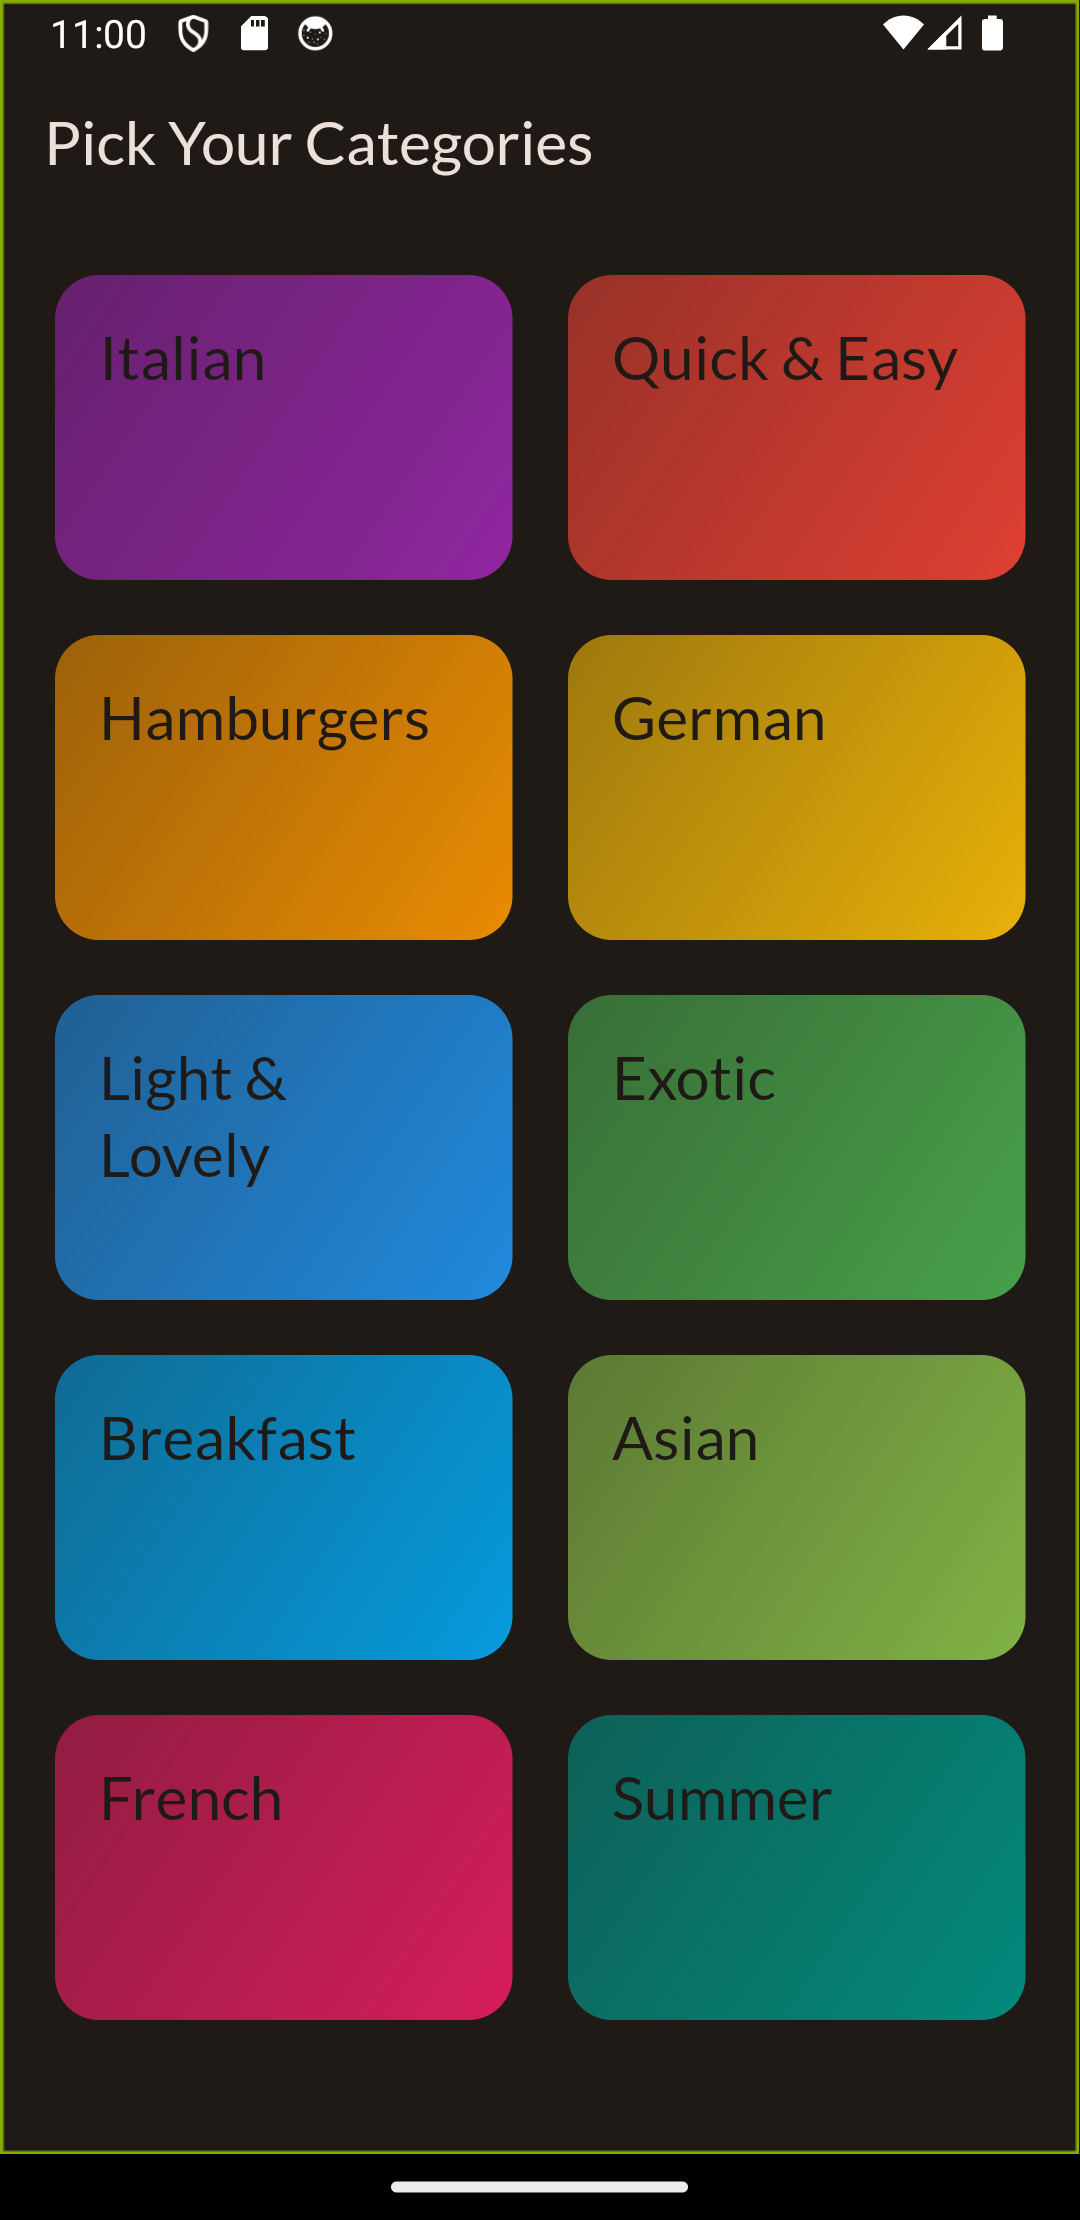 11:00
Pick Your Categories
Italian
Quick & Easy
Hamburgers
German
Light &
Lovely
Exotic
Breakfast
Asian
French
Summer